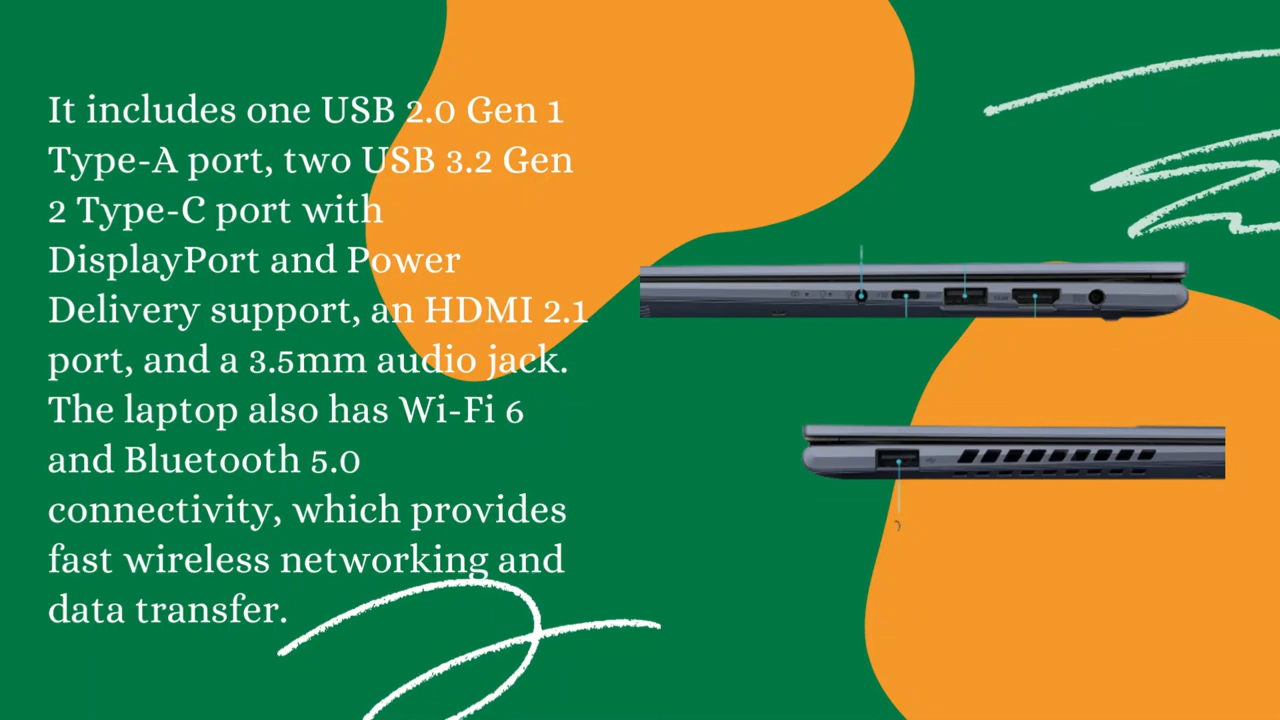 It includes one USB 2.0 Gen 1
Type-A port, two USB 3.2 Gen
2 Type-C port with
DisplayPort and Power
Delivery support, an HDMI 2.1
port, and a 3.5mm audio jack.
The laptop also has Wi-Fi 6
and Bluetooth 5.0
connectivity, which provides
fast wireless networking and
data transfer.